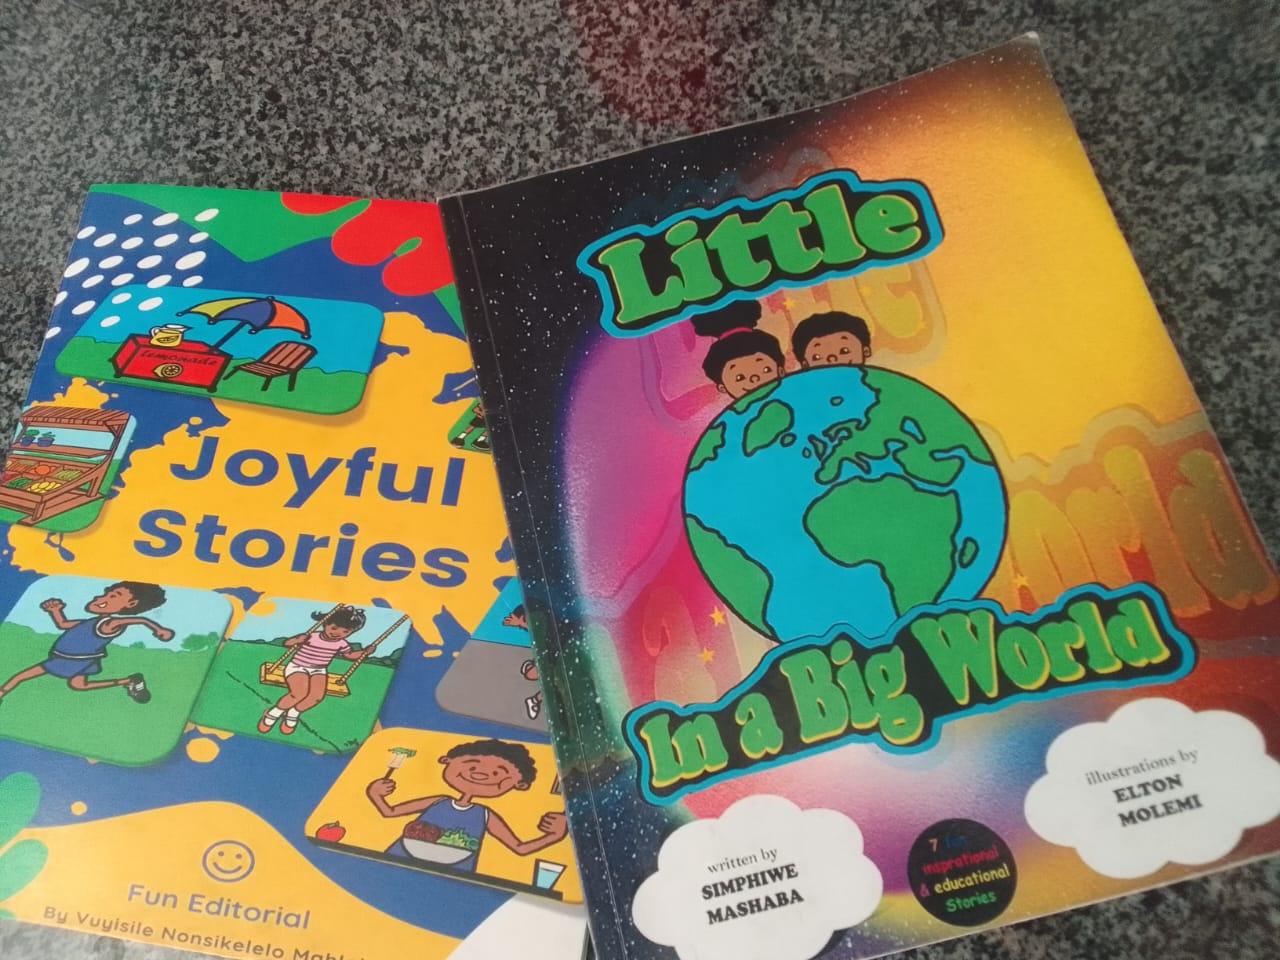 lemonade
Joyful
Stories
Fun Editorial
By Vuyisile Nonsikelelo
Little
In a Big World
written by
SIMPHIWE
MASHABA
7 fun
inspirational
& educational
Stories
illustrations by
ELTON
MOLEMI